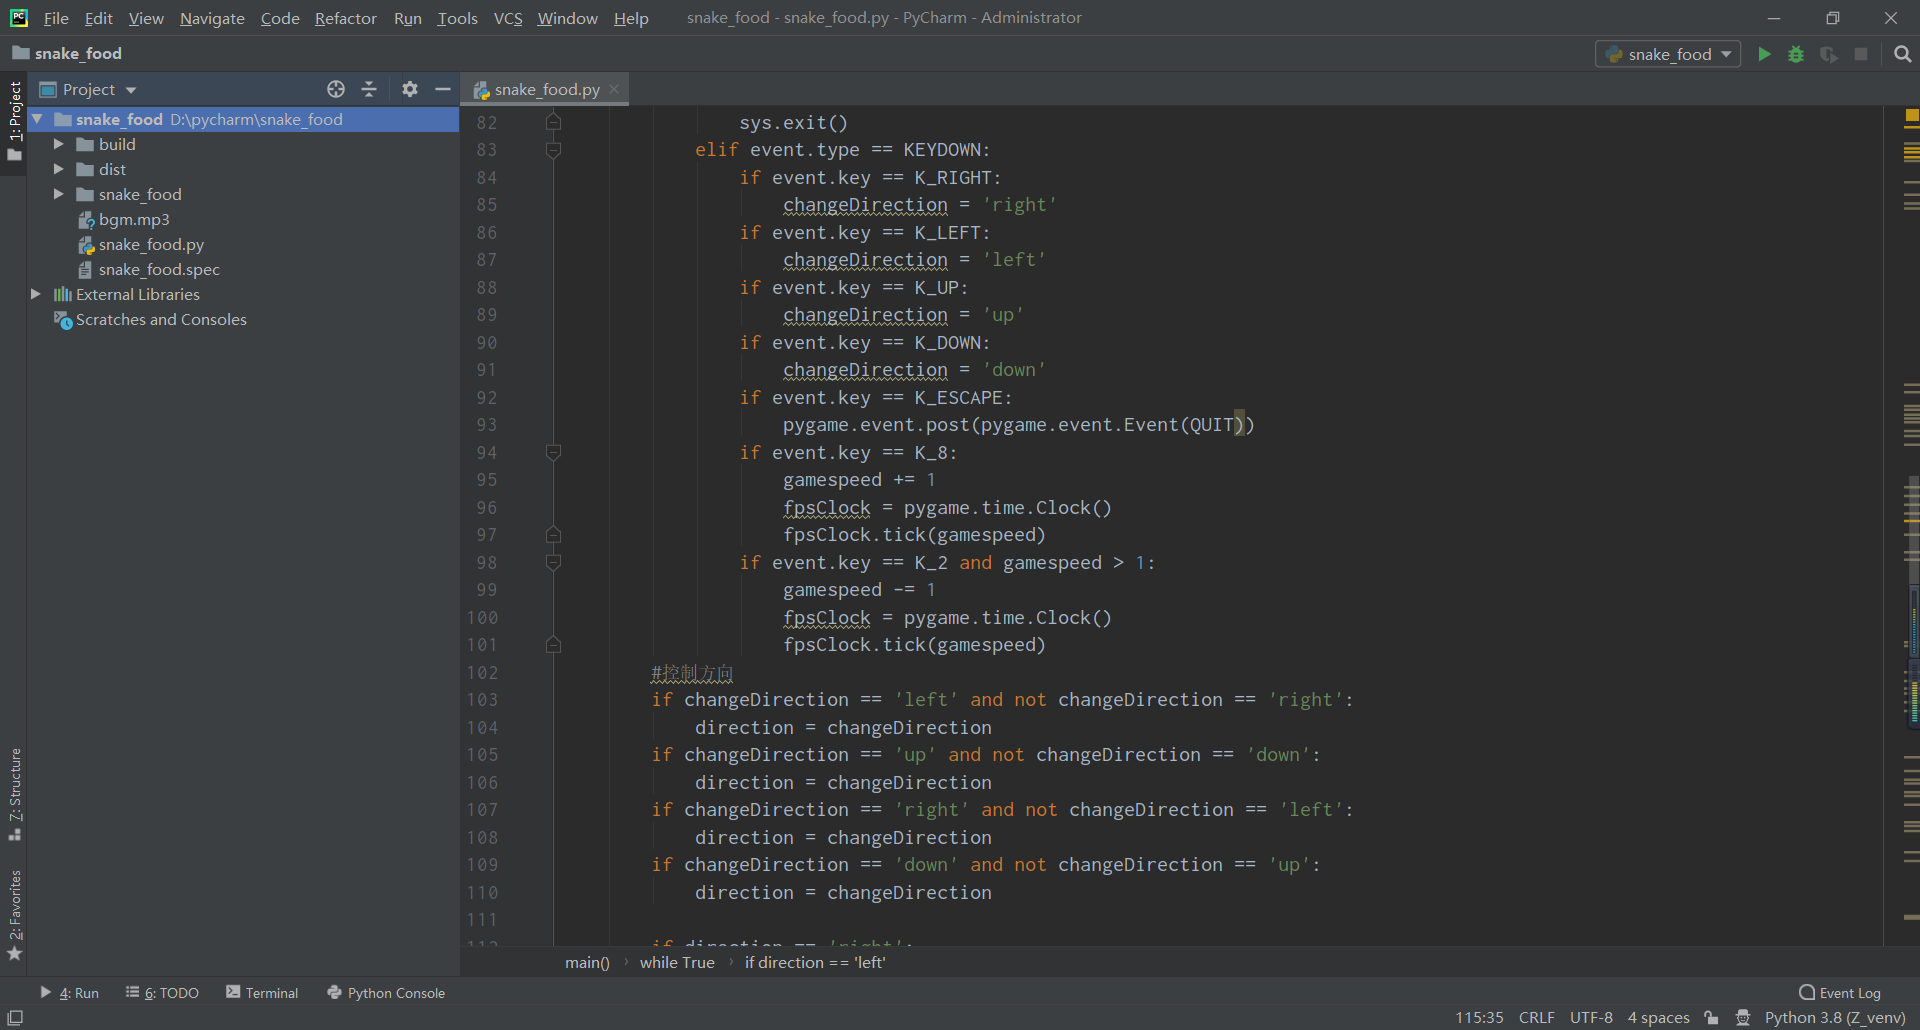 File Edit View Navigate Code Refactor Run Tools VCS Window Help snake_food - snake_food.py - PyCharm - Administrator
snake_food
snake_food
1: Project
Project
snake_food.py
snake_food D:\pycharm\snake_food
build
dist
snake_food
bgm.mp3
snake_food.py
snake_food.spec
External Libraries
Scratches and Consoles
82 sys.exit()
83 elif event.type == KEYDOWN:
84 if event.key == K_RIGHT:
85 changeDirection = 'right'
86 if event.key == K_LEFT:
87 changeDirection = 'left'
88 if event.key == K_UP:
89 changeDirection = 'up'
90 if event.key == K_DOWN:
91 changeDirection = 'down'
92 if event.key == K_ESCAPE:
93 pygame.event.post(pygame.event.Event(QUIT))
94 if event.key == K_8:
95 gamespeed += 1
96 fpsClock = pygame.time.Clock()
97 fpsClock.tick(gamespeed)
98 if event.key == K_2 and gamespeed > 1:
99 gamespeed -= 1
100 fpsClock = pygame.time.Clock()
101 fpsClock.tick(gamespeed)
102 #控制方向
103 if changeDirection == 'left' and not changeDirection == 'right':
104 direction = changeDirection
105 if changeDirection == 'up' and not changeDirection == 'down':
106 direction = changeDirection
107 if changeDirection == 'right' and not changeDirection == 'left':
108 direction = changeDirection
109 if changeDirection == 'down' and not changeDirection == 'up':
110 direction = changeDirection
111
112 if direction == 'right':
7: Structure
2: Favorites
main() › while True › if direction == 'left'
4: Run 6: TODO Terminal Python Console Event Log
115:35 CRLF UTF-8 4 spaces Python 3.8 (Z_venv)